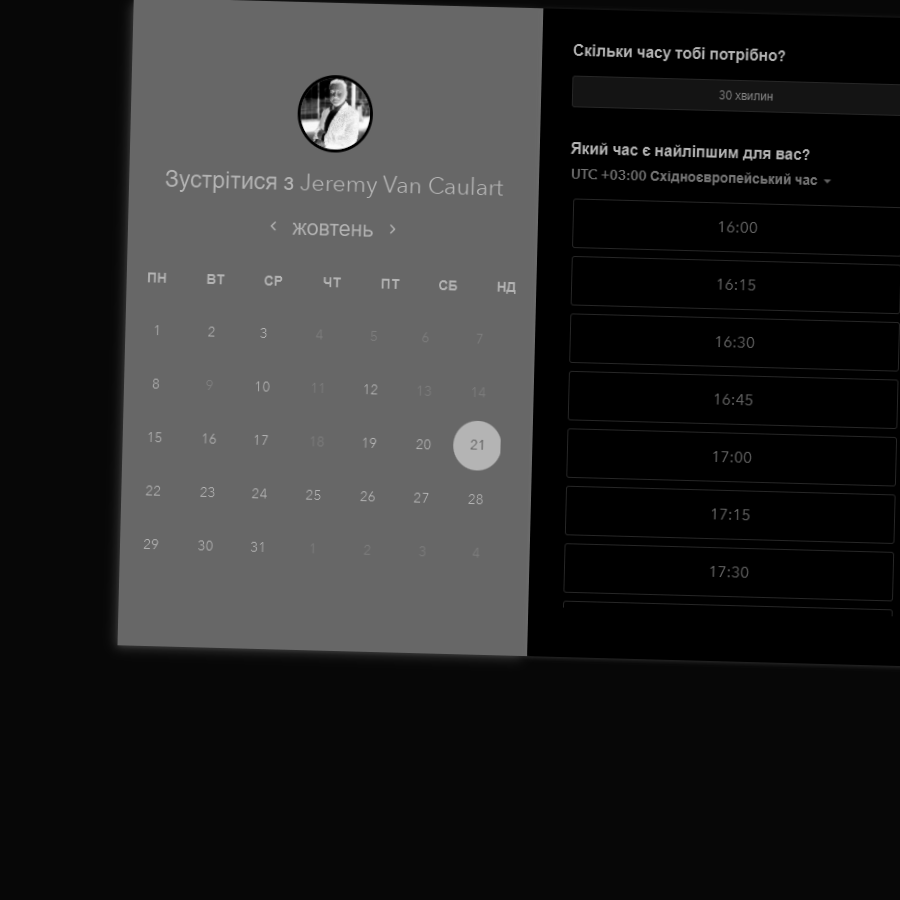 Зустрітися з Jeremy Van Caulart
жовтень
ПН ВТ СР ЧТ ПТ СБ НД
1 2 3 4 5 6 7
8 9 10 11 12 13 14
15 16 17 18 19 20 21
22 23 24 25 26 27 28
29 30 31 1 2 3 4
Скільки часу тобі потрібно?
30 хвилин
Який час є найліпшим для вас?
UTC +03:00 Східноєвропейський час
16:00
16:15
16:30
16:45
17:00
17:15
17:30